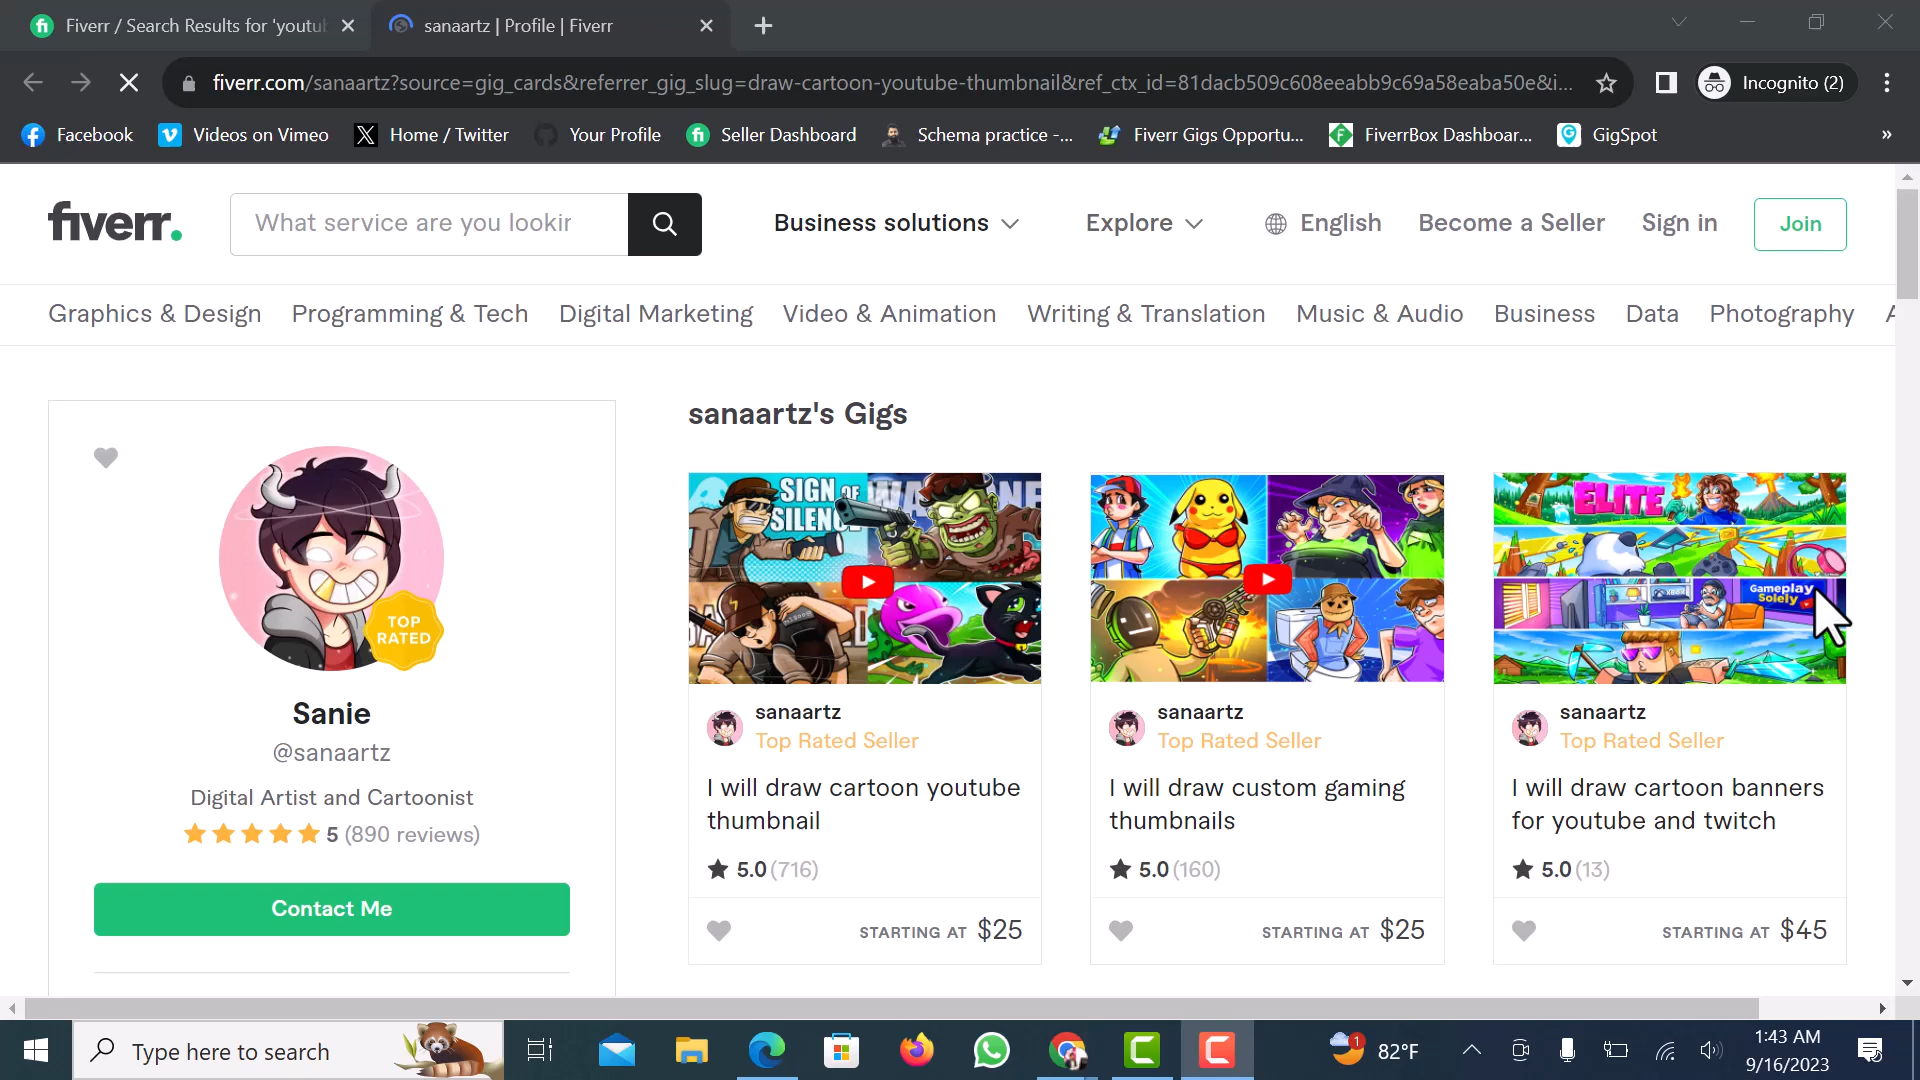 Fiverr / Search Results for 'youtu
sanaartz | Profile | Fiverr
fiverr.com/sanaartz?source=gig_cards&referrer_gig_slug=draw-cartoon-youtube-thumbnail&ref_ctx_id=81dacb509c608eeabb9c69a58eaba50e&i...
Incognito (2)
Facebook
Videos on Vimeo
Home / Twitter
Your Profile
Seller Dashboard
Schema practice -...
Fiverr Gigs Opportu...
FiverrBox Dashboar...
GigSpot
»
fiverr.
What service are you lookir
Business solutions
Explore
English
Become a Seller
Sign in
Join
Graphics & Design
Programming & Tech
Digital Marketing
Video & Animation
Writing & Translation
Music & Audio
Business
Data
Photography
TOP
RATED
Sanie
@sanaartz
Digital Artist and Cartoonist
5 (890 reviews)
Contact Me
sanaartz's Gigs
SIGN OF
sanaartz
Top Rated Seller
I will draw cartoon youtube
thumbnail
5.0 (716)
STARTING AT $25
sanaartz
Top Rated Seller
I will draw custom gaming
thumbnails
5.0 (160)
STARTING AT $25
ELITE
XBOX
Gameplay
Solely
sanaartz
Top Rated Seller
I will draw cartoon banners
for youtube and twitch
5.0 (13)
STARTING AT $45
Type here to search
1
82°F
1:43 AM
9/16/2023